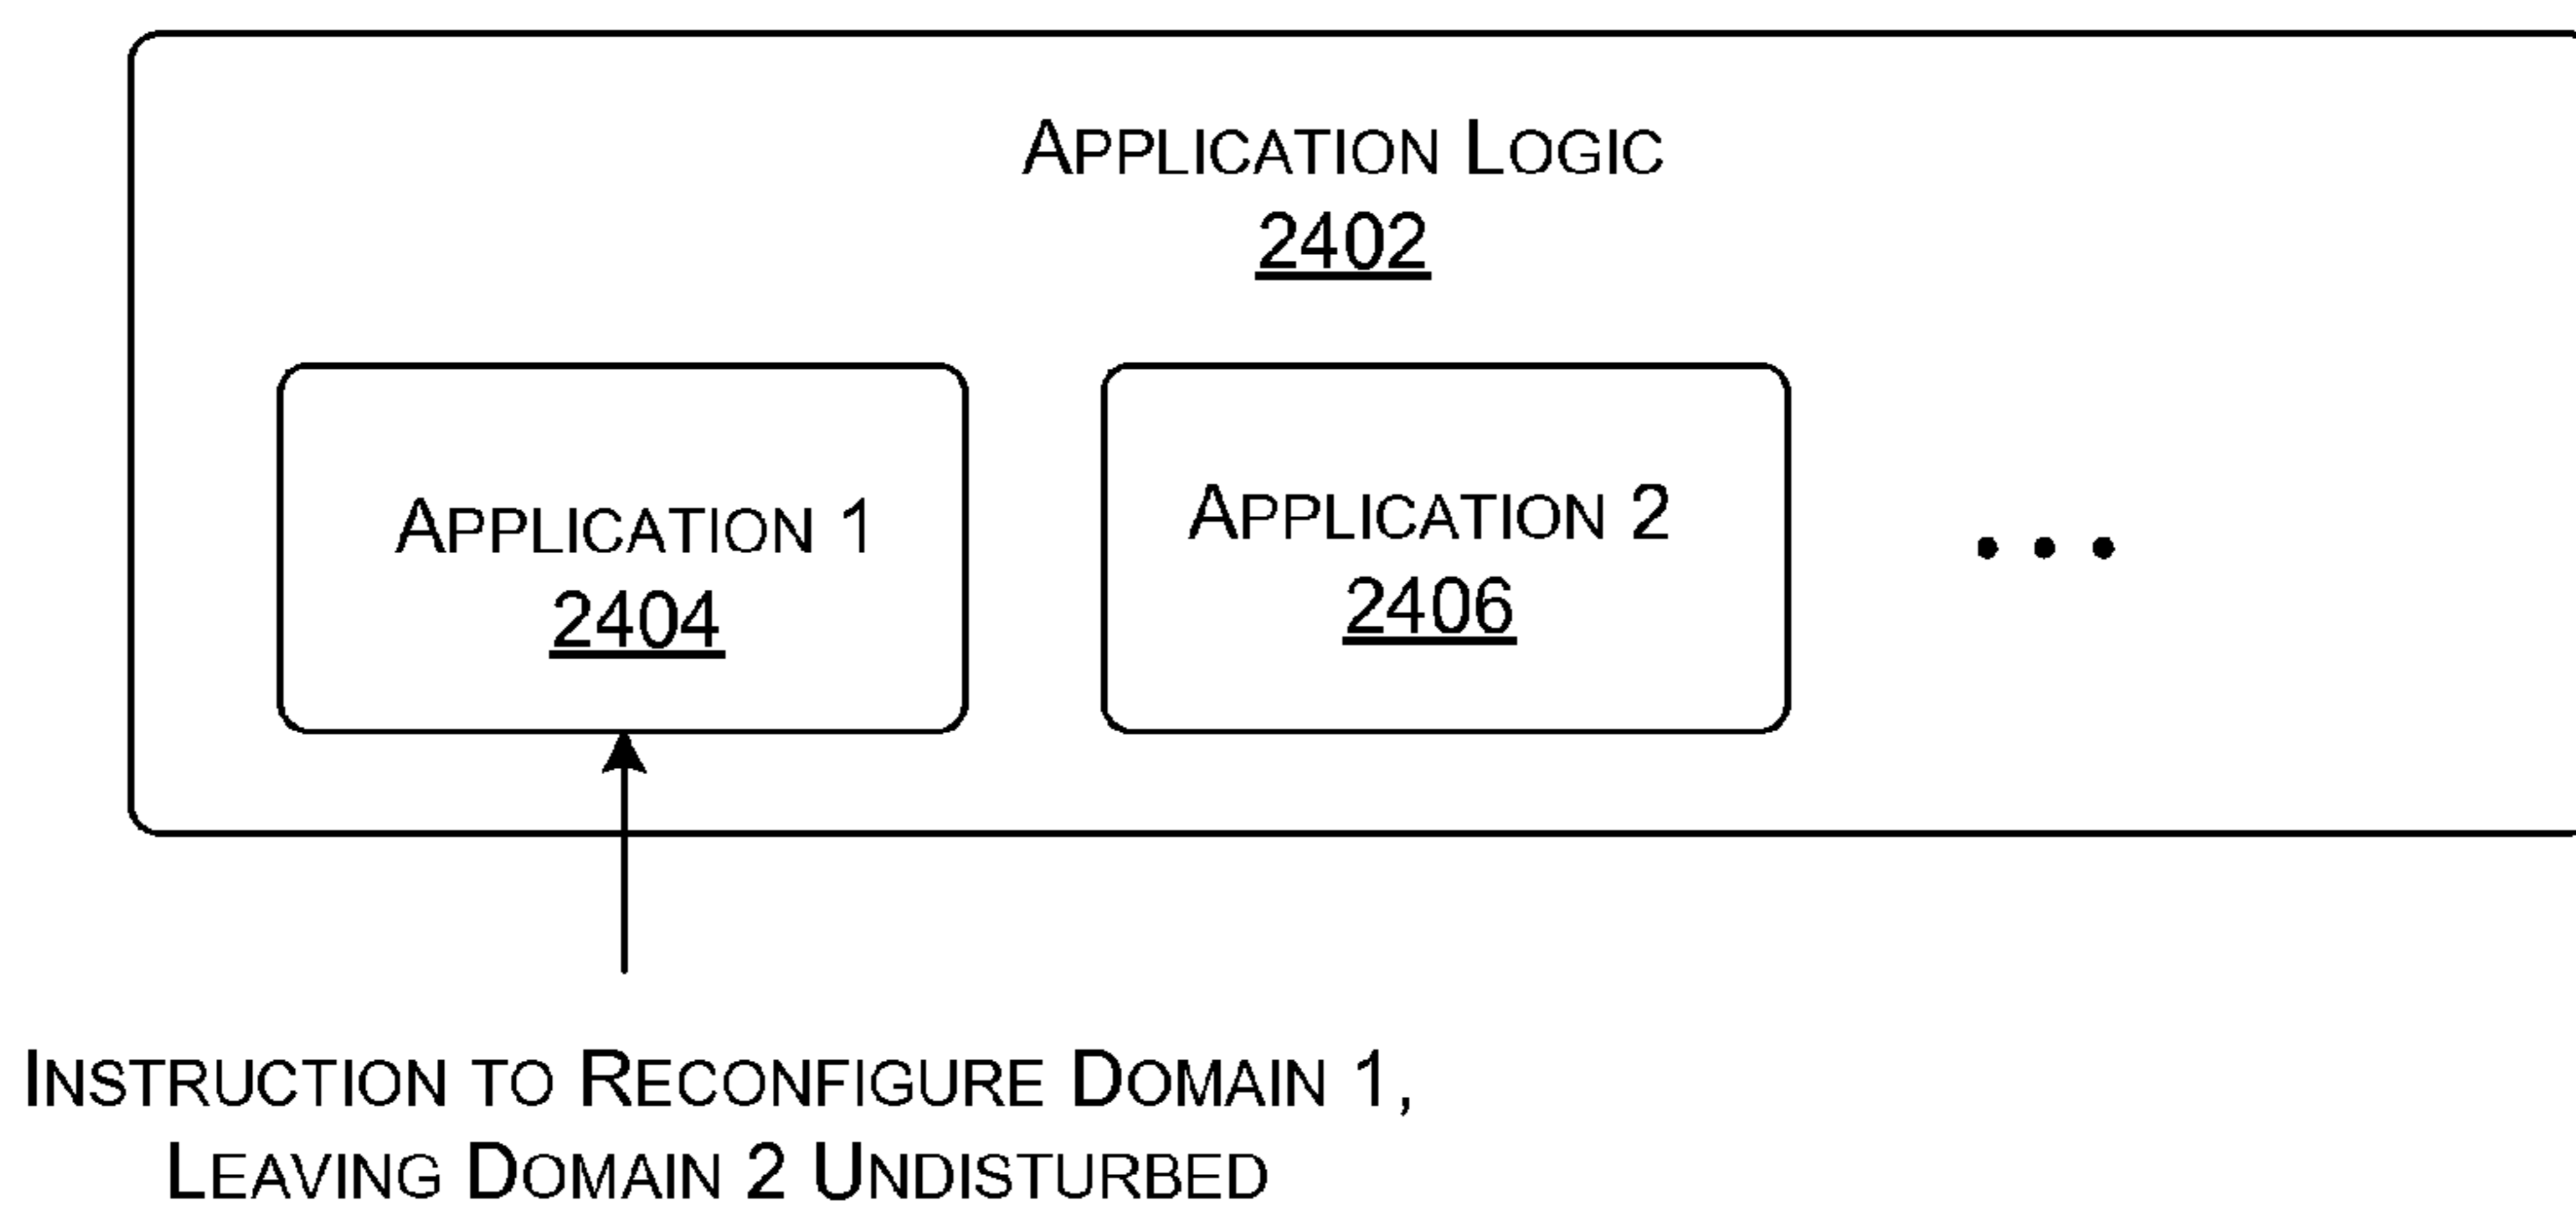 APPLICATION LOGIC
2402
APPLICATION 1
2404
APPLICATION 2
2406
• • •
INSTRUCTION TO RECONFIGURE DOMAIN 1,
LEAVING DOMAIN 2 UNDISTURBED